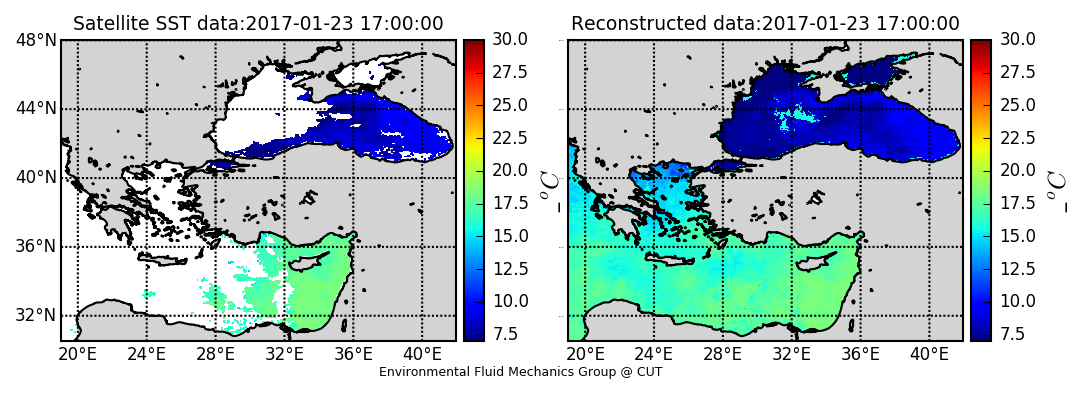 Satellite SST data:2017-01-23 17:00:00
48°N
44°N
40°N
36°N
32°N
20°E 24°E 28°E 32°E 36°E 40°E
30.0
27.5
25.0
22.5
20.0
17.5
15.0
12.5
10.0
7.5
°C
Reconstructed data:2017-01-23 17:00:00
20°E 24°E 28°E 32°E 36°E 40°E
30.0
27.5
25.0
22.5
20.0
17.5
15.0
12.5
10.0
7.5
°C
Environmental Fluid Mechanics Group @ CUT